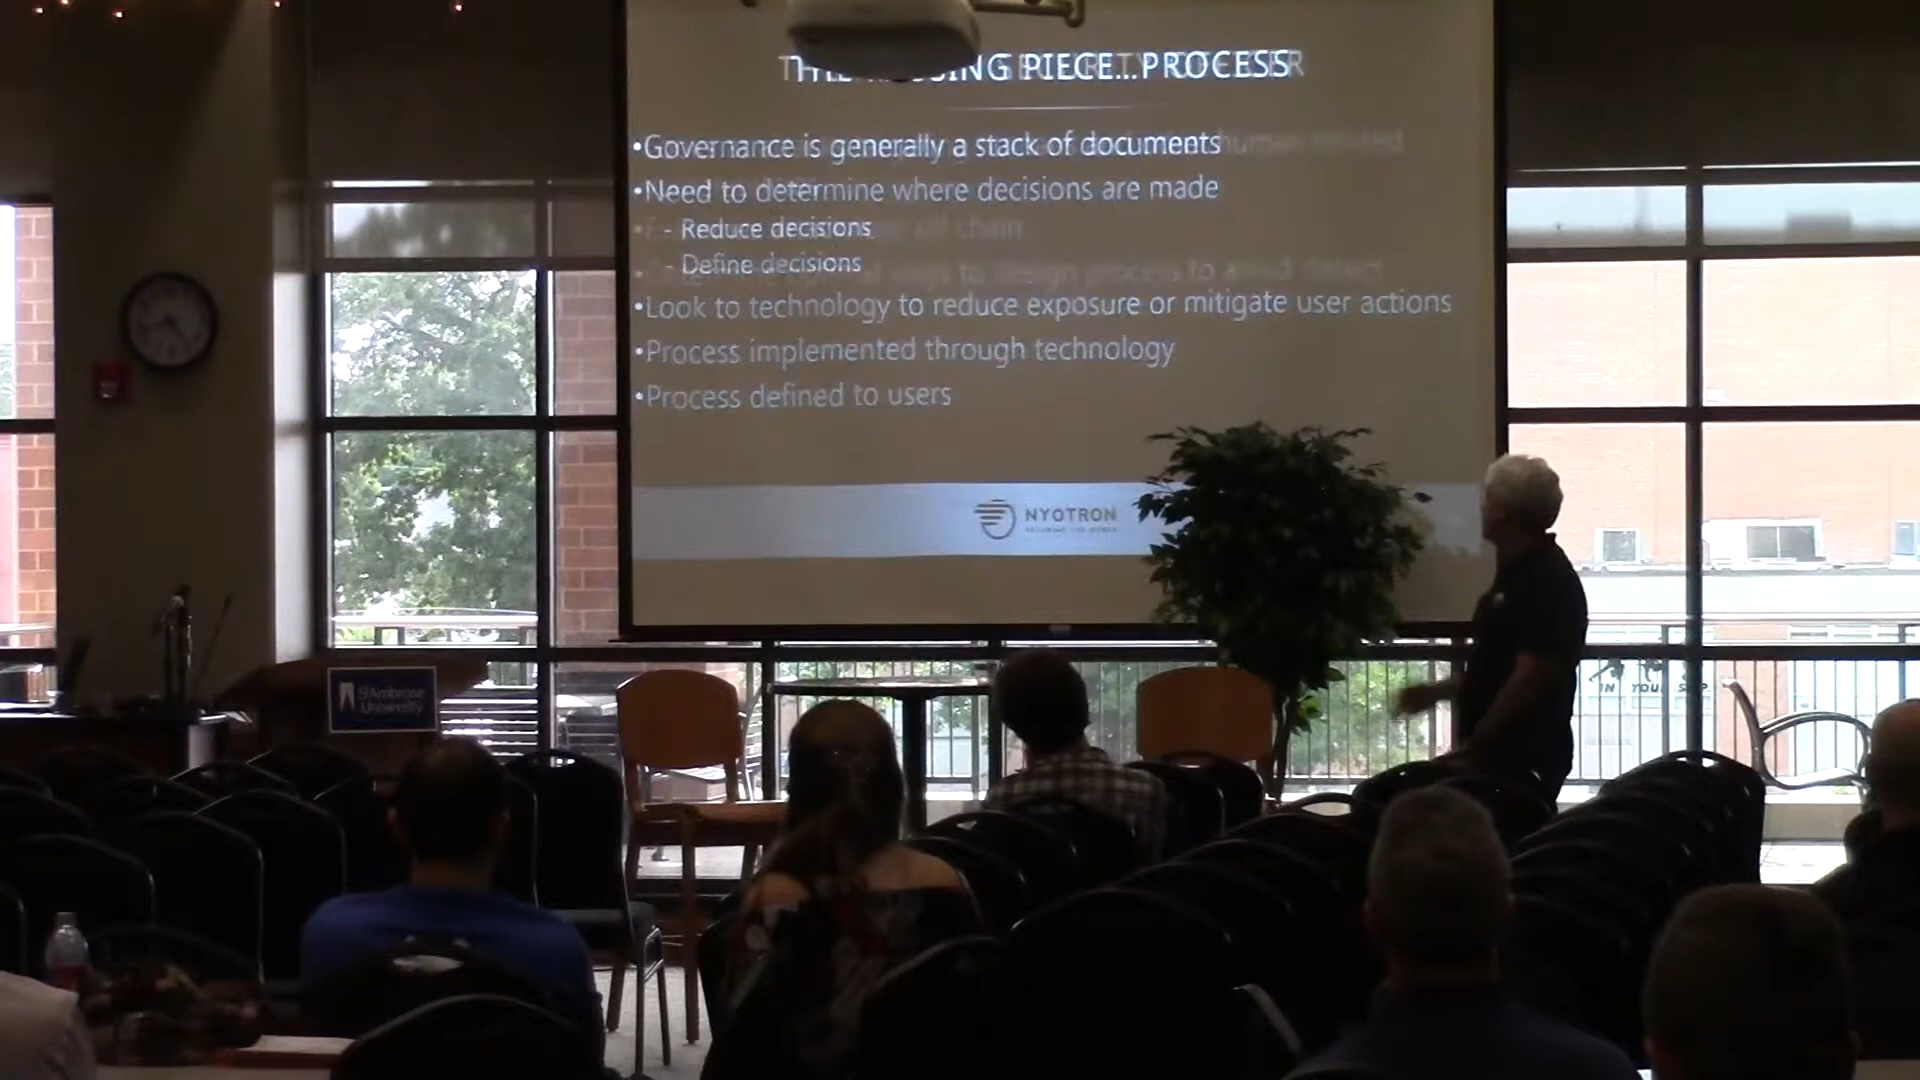 PIECE...PROCESS
•Governance is generally a stack of documents
•Need to determine where decisions are made
- Reduce decisions
- Define decisions
•Look to technology to reduce exposure or mitigate user actions
•Process implemented through technology
•Process defined to users
NYOTRON
St.Ambrose
University